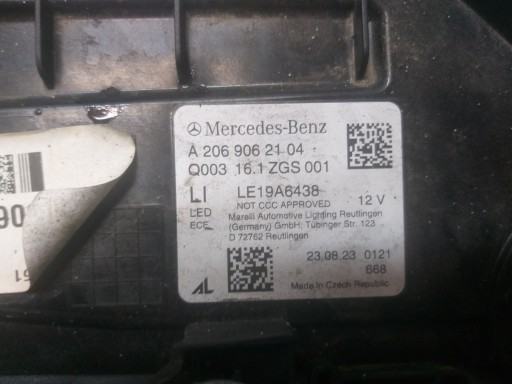 Mercedes-Benz
A 206 906 21 04
Q003 16.1 ZGS 001
LI LE19A6438
NOT CCC APPROVED 12 V
LED Marelli Automotive Lighting Reutlingen
ECE (Germany) GmbH, Tübinger Str. 123
D 72762 Reutlingen
23.08.23 0121
668
AL Made in Czech Republic